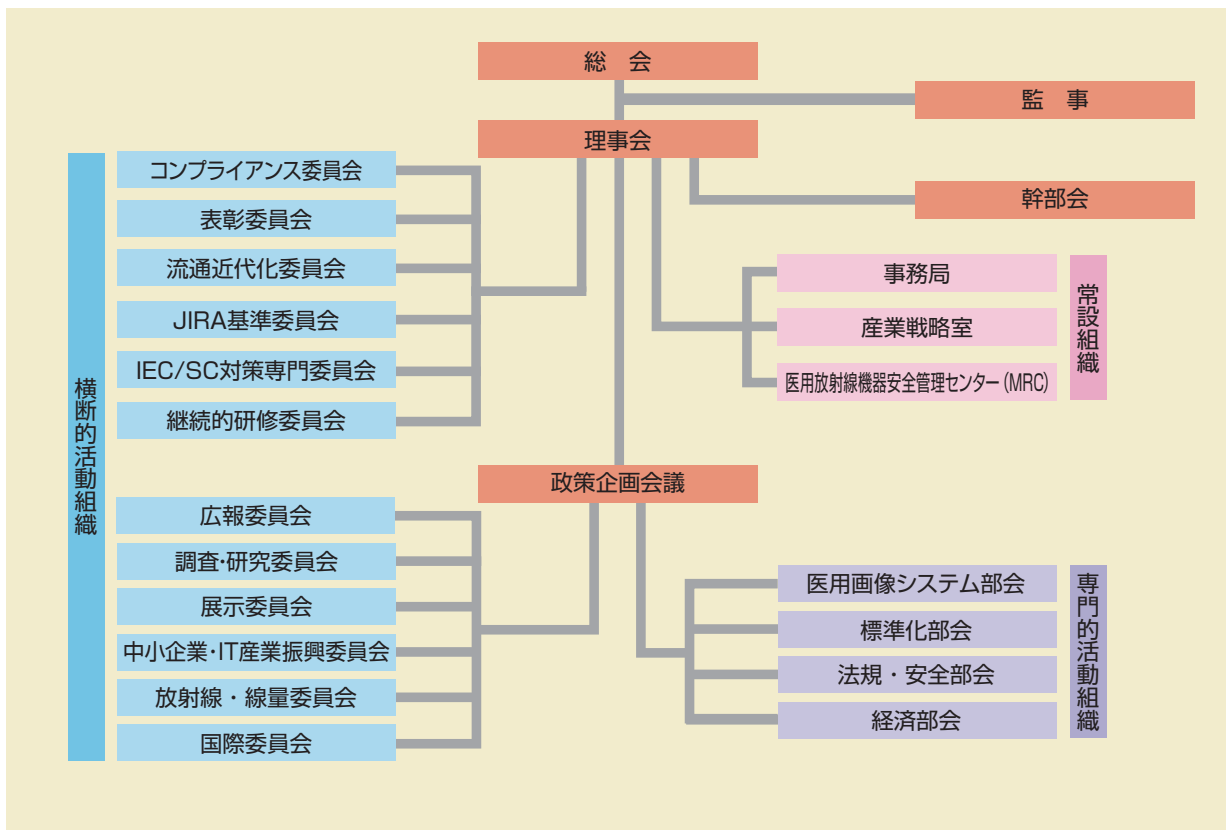 総　会
監　事
理事会
幹部会
横断的活動組織
コンプライアンス委員会
表彰委員会
流通近代化委員会
JIRA基準委員会
IEC/SC対策専門委員会
継続的研修委員会
事務局
産業戦略室
医用放射線機器安全管理センター(MRC)
常設組織
政策企画会議
広報委員会
調査・研究委員会
展示委員会
中小企業・IT産業振興委員会
放射線・線量委員会
国際委員会
医用画像システム部会
標準化部会
法規・安全部会
経済部会
専門的活動組織